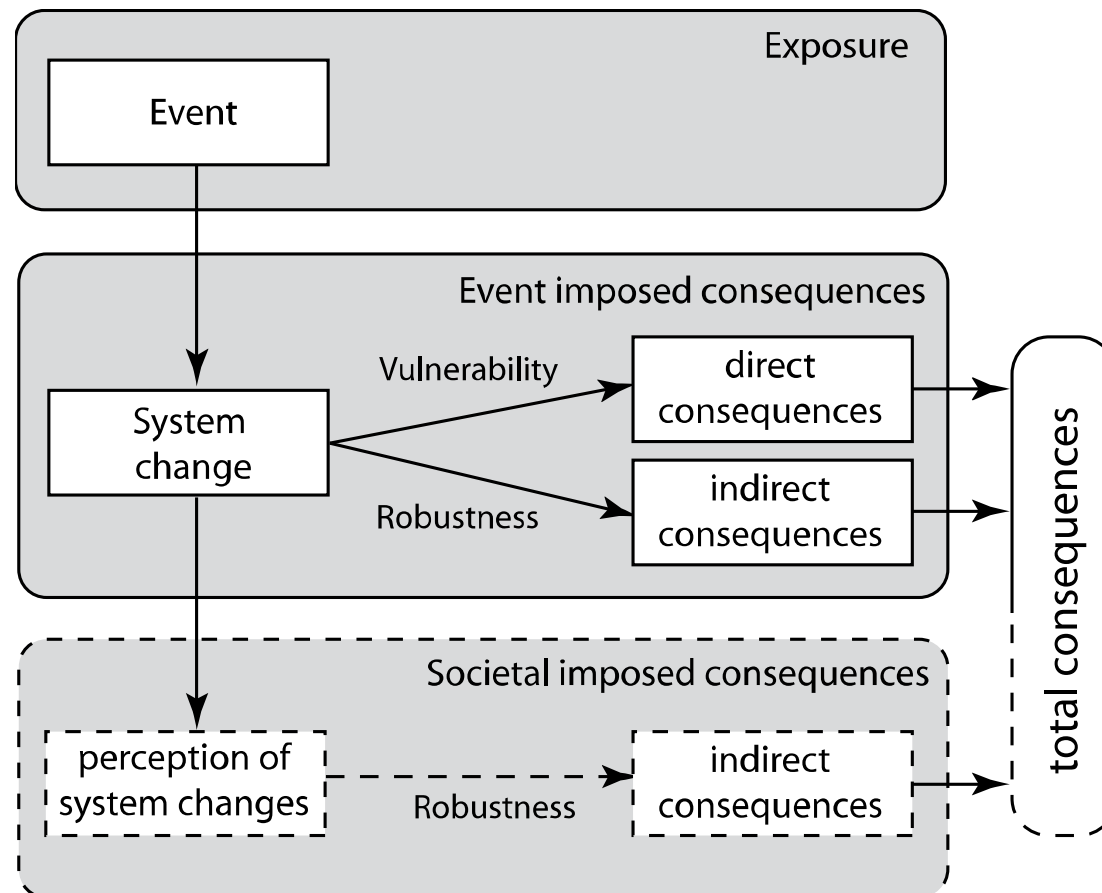 Exposure
Event
Event imposed consequences
Vulnerability
direct
consequences
System
change
Robustness
indirect
consequences
total consequences
Societal imposed consequences
perception of
system changes
Robustness
indirect
consequences